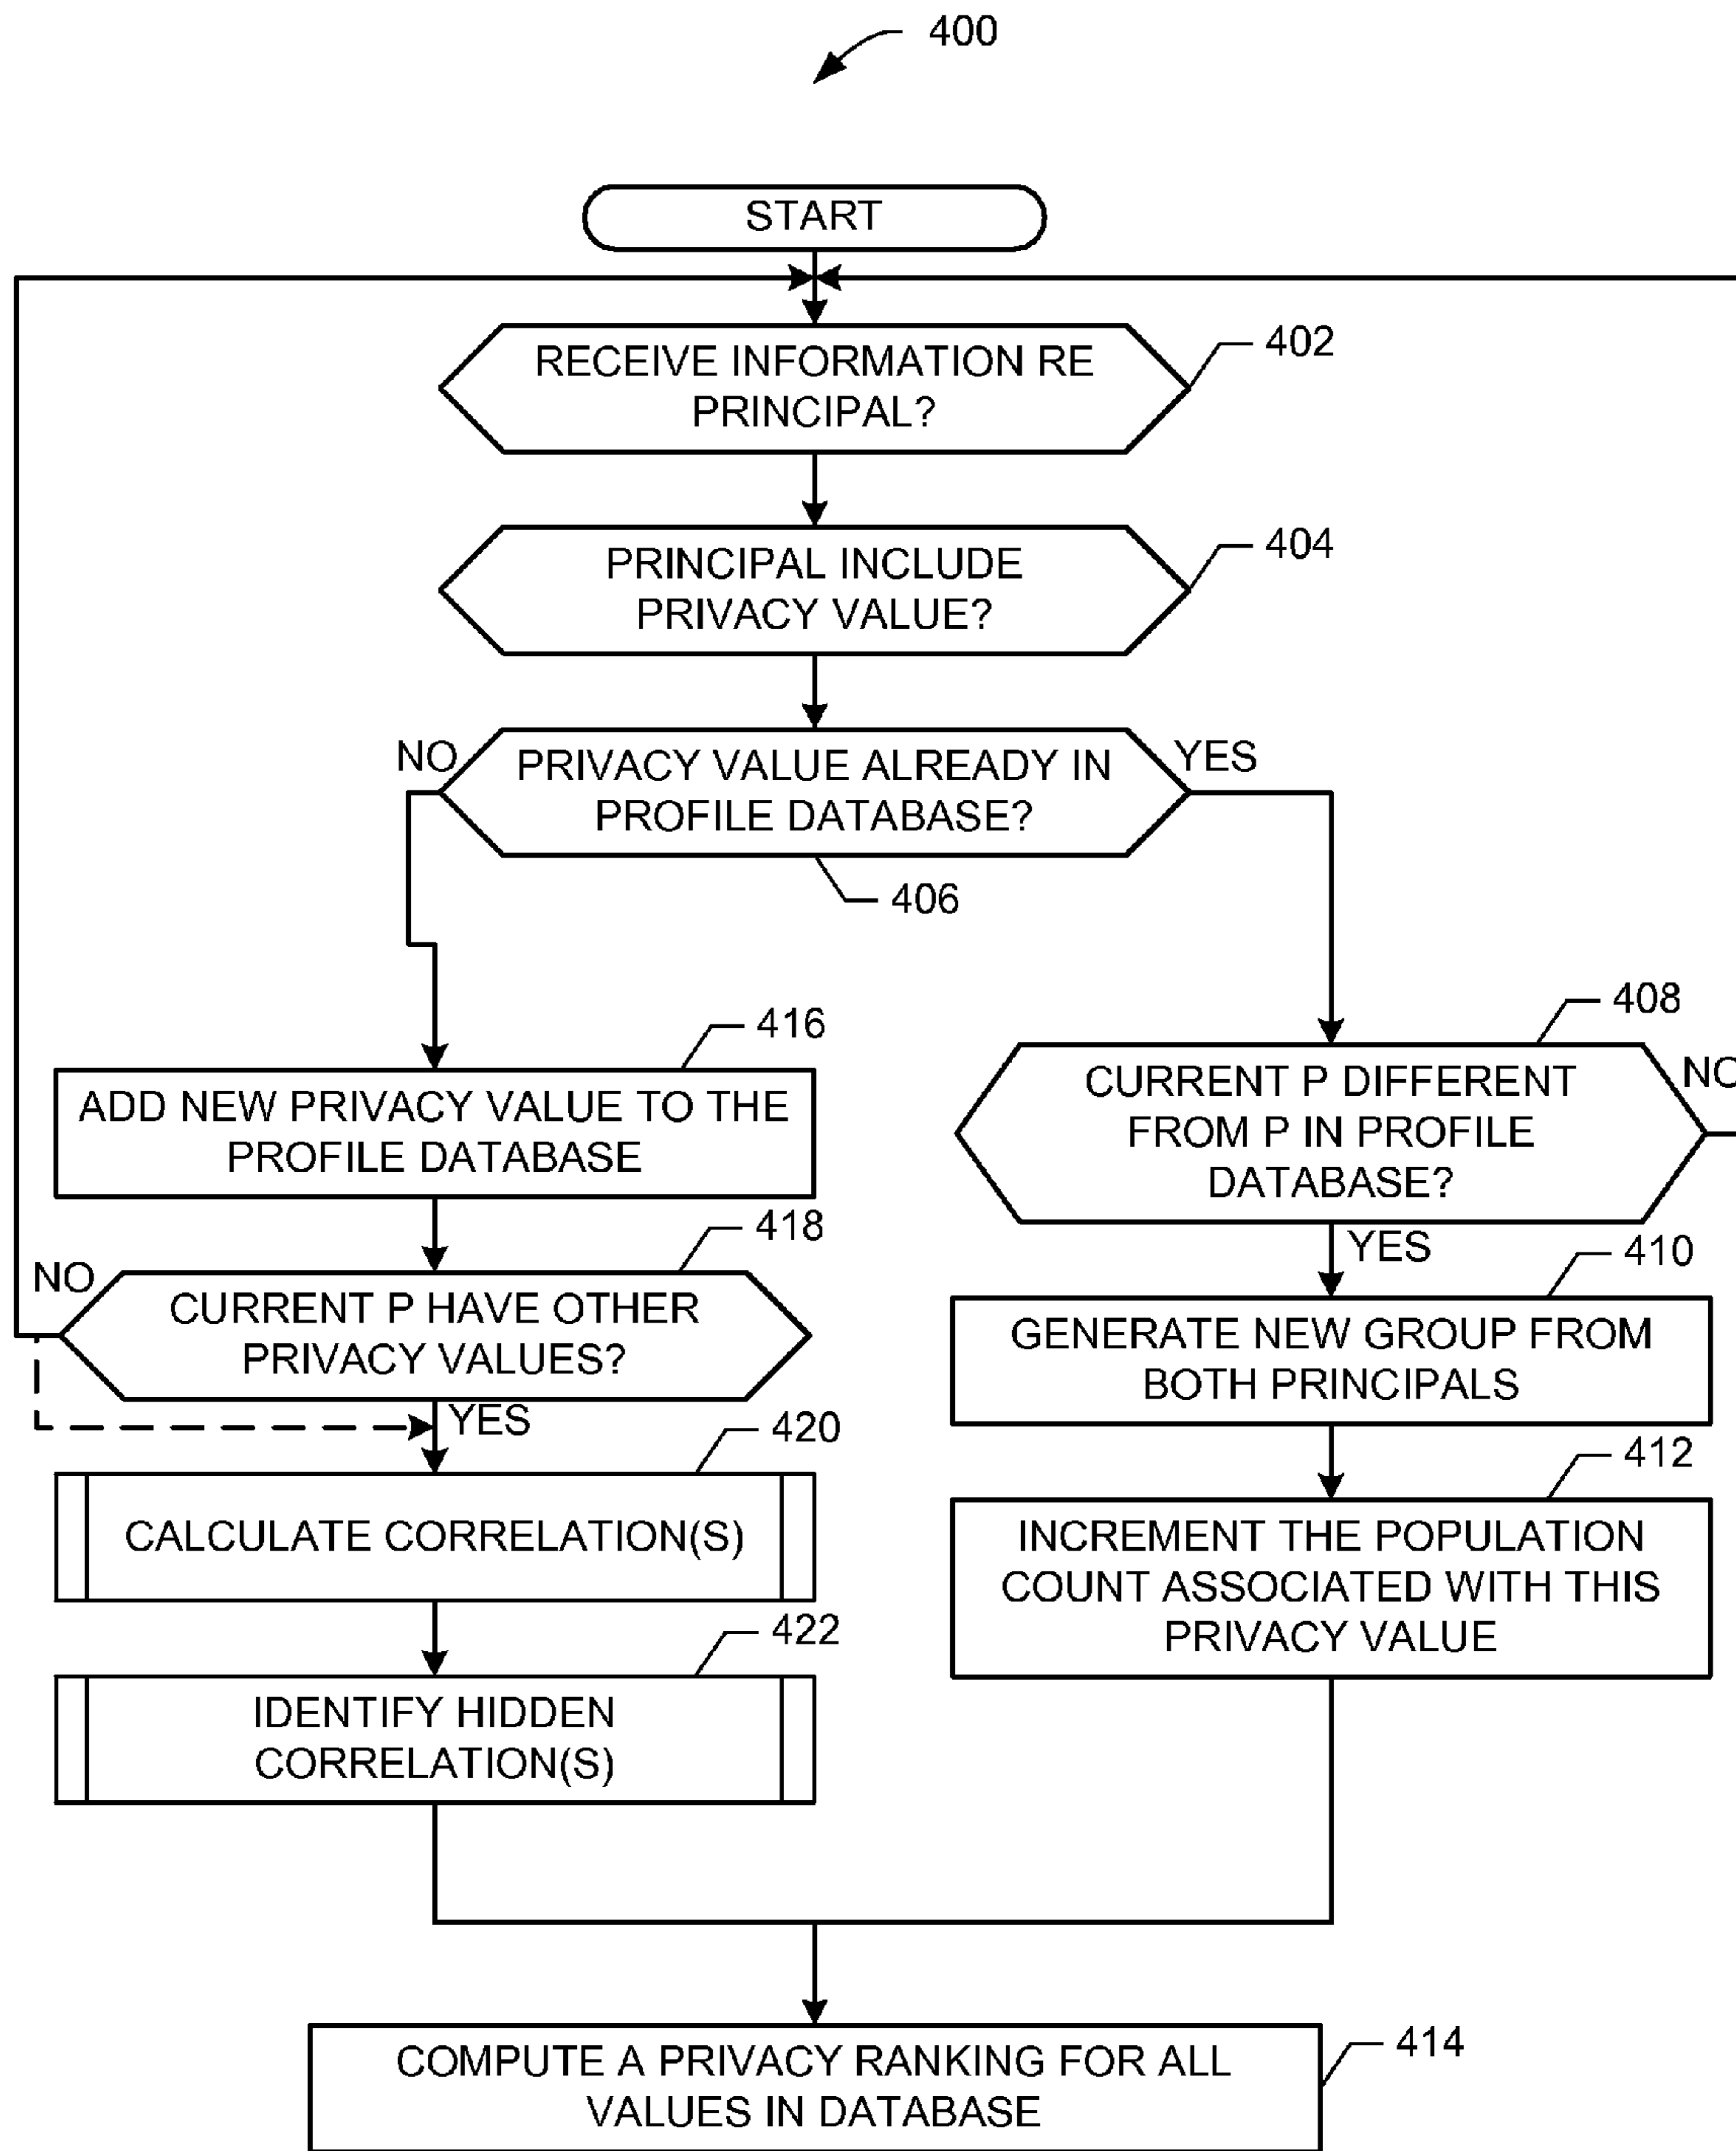 400
START
RECEIVE INFORMATION RE
PRINCIPAL?
402
PRINCIPAL INCLUDE
PRIVACY VALUE?
404
NO
PRIVACY VALUE ALREADY IN
PROFILE DATABASE?
YES
406
416
ADD NEW PRIVACY VALUE TO THE
PROFILE DATABASE
408
CURRENT P DIFFERENT
FROM P IN PROFILE
DATABASE?
NO
YES
418
NO
CURRENT P HAVE OTHER
PRIVACY VALUES?
YES
410
GENERATE NEW GROUP FROM
BOTH PRINCIPALS
420
CALCULATE CORRELATION(S)
412
INCREMENT THE POPULATION
COUNT ASSOCIATED WITH THIS
PRIVACY VALUE
422
IDENTIFY HIDDEN
CORRELATION(S)
COMPUTE A PRIVACY RANKING FOR ALL
VALUES IN DATABASE
414